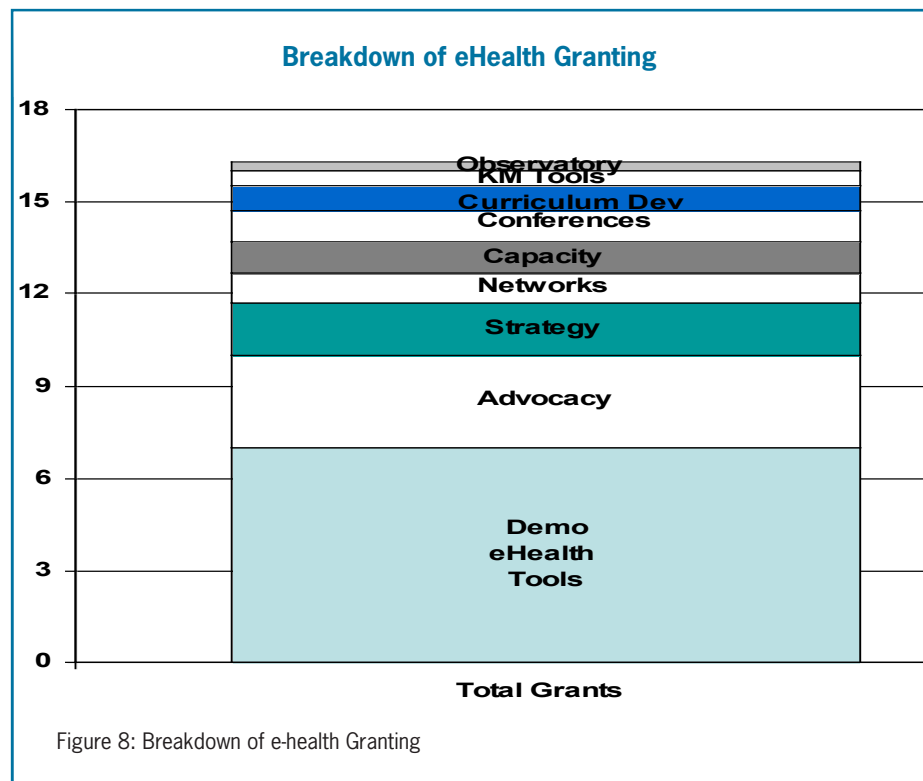 Breakdown of eHealth Granting
18
15
12
9
6
3
0
Observatory
KM Tools
Curriculum Dev
Conferences
Capacity
Networks
Strategy
Advocacy
Demo
eHealth
Tools
Total Grants
Figure 8: Breakdown of e-health Granting